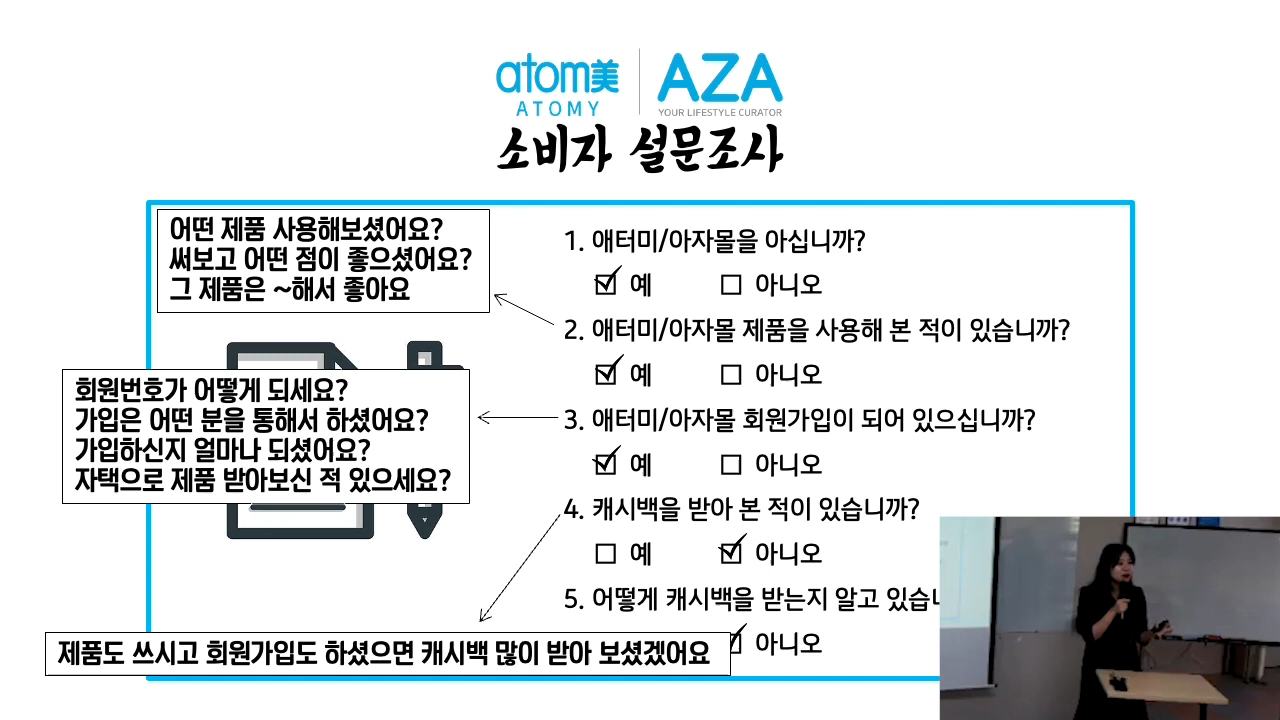 atom美
ATOMY
AZA
YOUR LIFESTYLE CURATOR
소비자 설문조사
어떤 제품 사용해보셨어요?
써보고 어떤 점이 좋으셨어요?
그 제품은 ~해서 좋아요
1. 애터미/아자몰을 아십니까?
예 아니오
2. 애터미/아자몰 제품을 사용해 본 적이 있습니까?
예 아니오
회원번호가 어떻게 되세요?
가입은 어떤 분을 통해서 하셨어요?
가입하신지 얼마나 되셨어요?
자택으로 제품 받아보신 적 있으세요?
3. 애터미/아자몰 회원가입이 되어 있으십니까?
예 아니오
4. 캐시백을 받아 본 적이 있습니까?
예 아니오
5. 어떻게 캐시백을 받는지 알고 있습니
아니오
제품도 쓰시고 회원가입도 하셨으면 캐시백 많이 받아 보셨겠어요